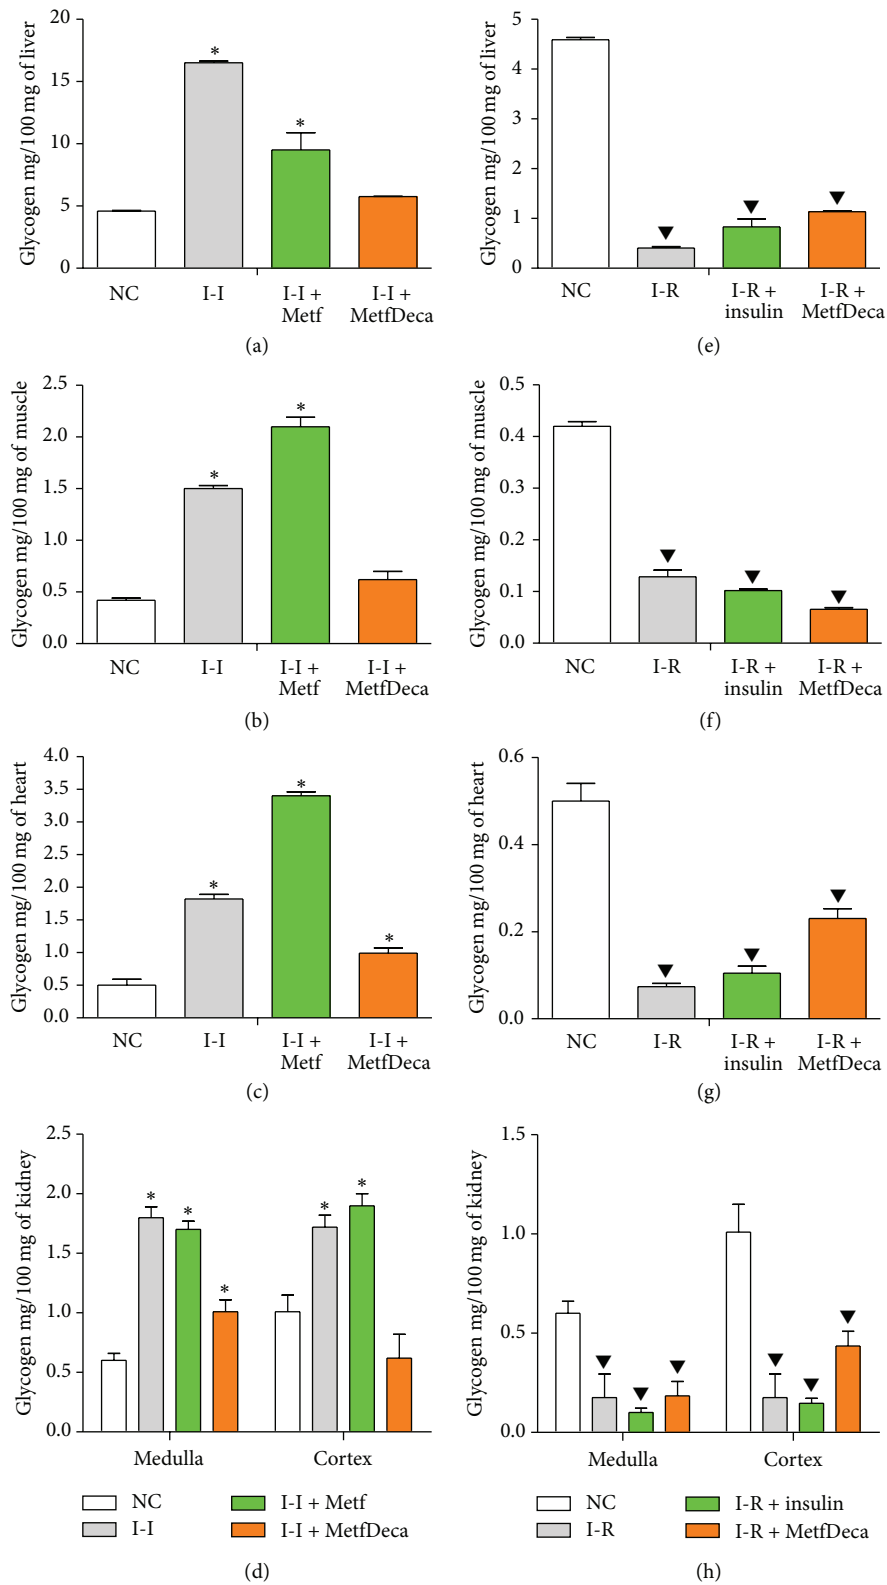 Glycogen mg/100 mg of liver
20
15
10
5
0
*
*
NC
I-I
I-I +
Metf
I-I +
MetfDeca
(a)
Glycogen mg/100 mg of liver
5
4
3
2
1
0
NC
I-R
I-R +
insulin
I-R +
MetfDeca
(e)
Glycogen mg/100 mg of muscle
2.5
2.0
1.5
1.0
0.5
0.0
*
*
NC
I-I
I-I +
Metf
I-I +
MetfDeca
(b)
Glycogen mg/100 mg of muscle
0.5
0.4
0.3
0.2
0.1
0.0
NC
I-R
I-R +
insulin
I-R +
MetfDeca
(f)
Glycogen mg/100 mg of heart
4.0
3.5
3.0
2.5
2.0
1.5
1.0
0.5
0.0
*
*
*
NC
I-I
I-I +
Metf
I-I +
MetfDeca
(c)
Glycogen mg/100 mg of heart
0.6
0.4
0.2
0.0
NC
I-R
I-R +
insulin
I-R +
MetfDeca
(g)
Glycogen mg/100 mg of kidney
2.5
2.0
1.5
1.0
0.5
0.0
*
*
*
*
*
Medulla
Cortex
NC
I-I
I-I + Metf
I-I + MetfDeca
(d)
Glycogen mg/100 mg of kidney
1.5
1.0
0.5
0.0
Medulla
Cortex
NC
I-R
I-R + insulin
I-R + MetfDeca
(h)